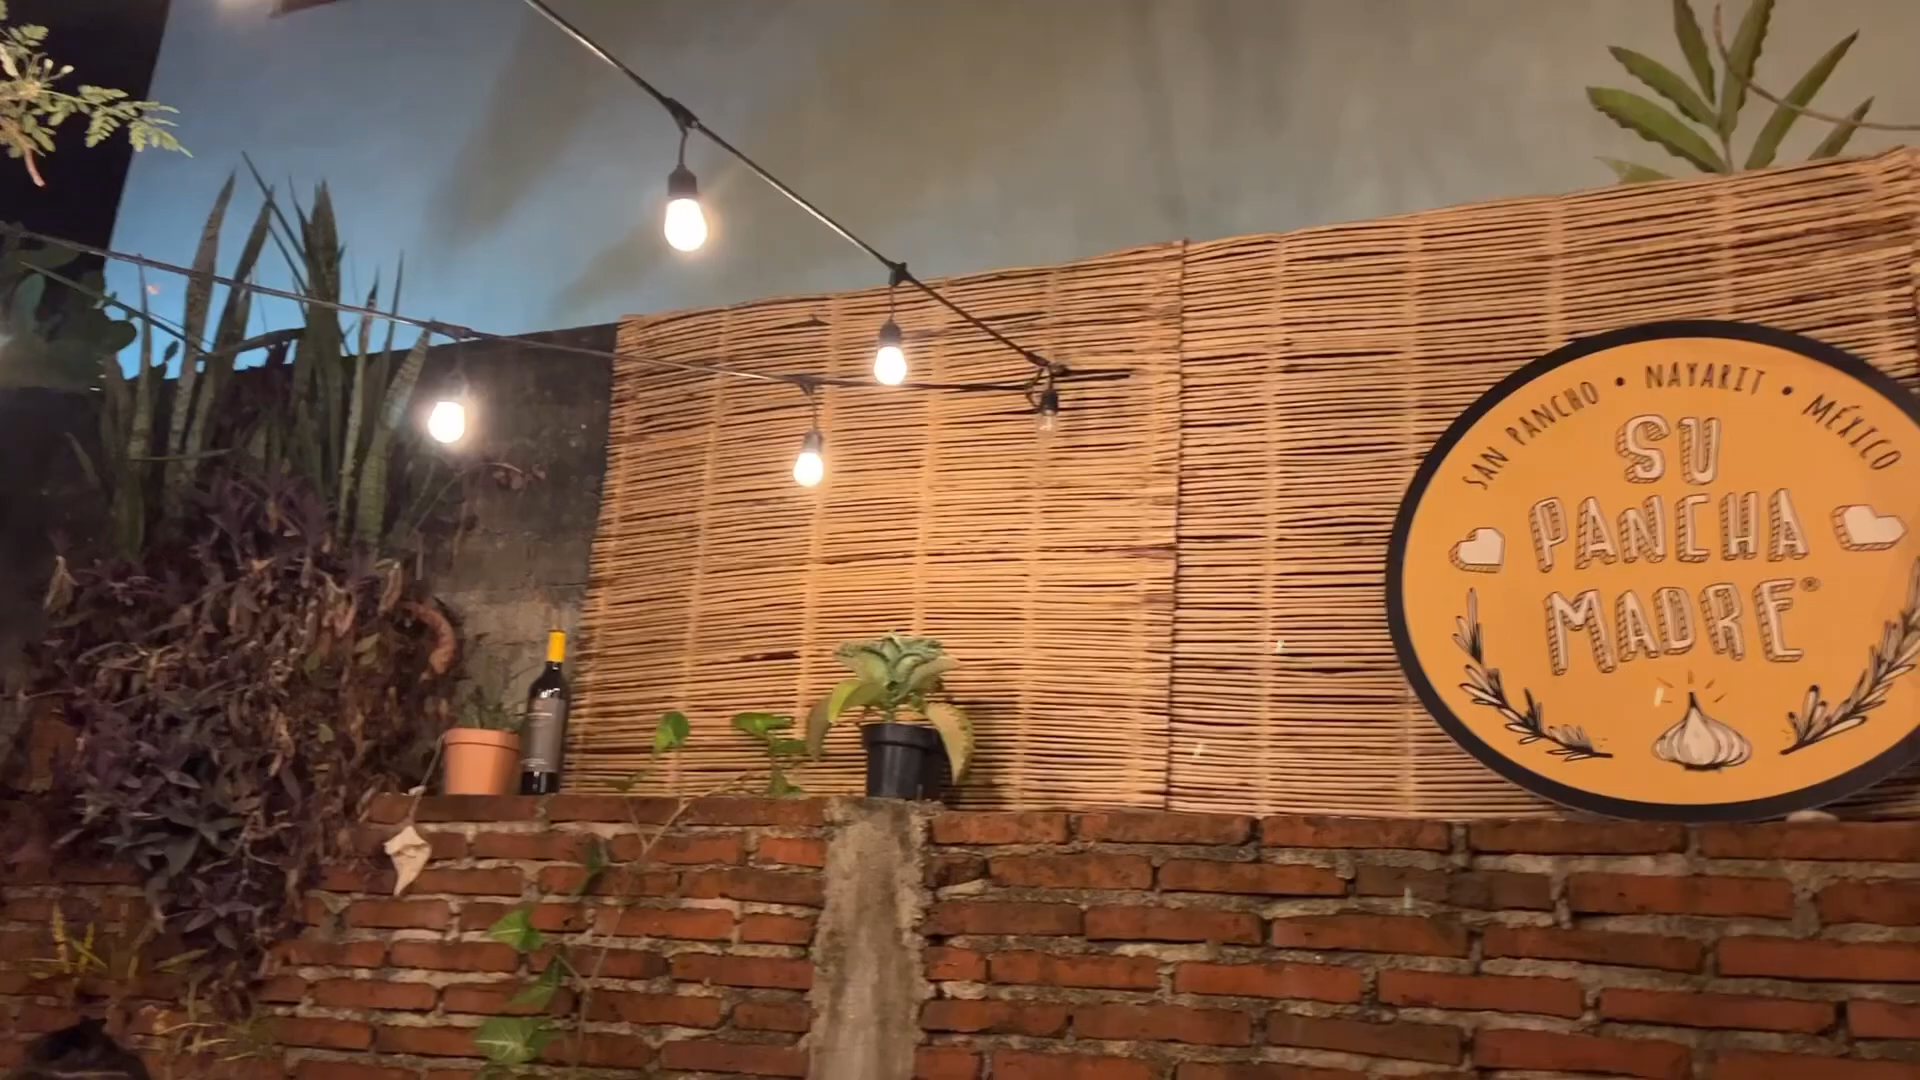 SAN PANCHO • NAYARIT • MÉXICO
SU
PANCHA
MADRE®